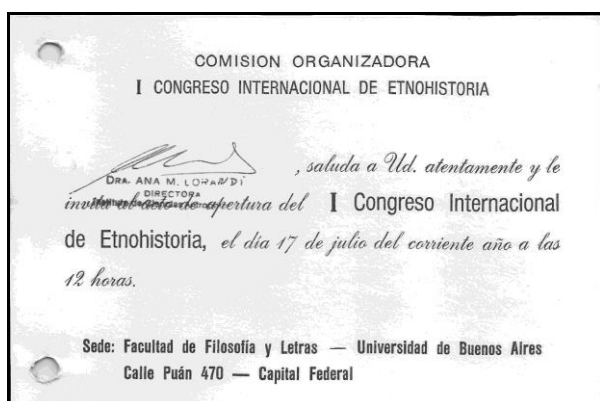 COMISION ORGANIZADORA
I CONGRESO INTERNACIONAL DE ETNOHISTORIA
DRA. ANA M. LORANDI
DIRECTORA
, saluda a Ud. atentamente y le
invita al acto de apertura del I Congreso Internacional
de Etnohistoria, el día 17 de julio del corriente año a las
12 horas.
Sede: Facultad de Filosofía y Letras — Universidad de Buenos Aires
Calle Puán 470 — Capital Federal